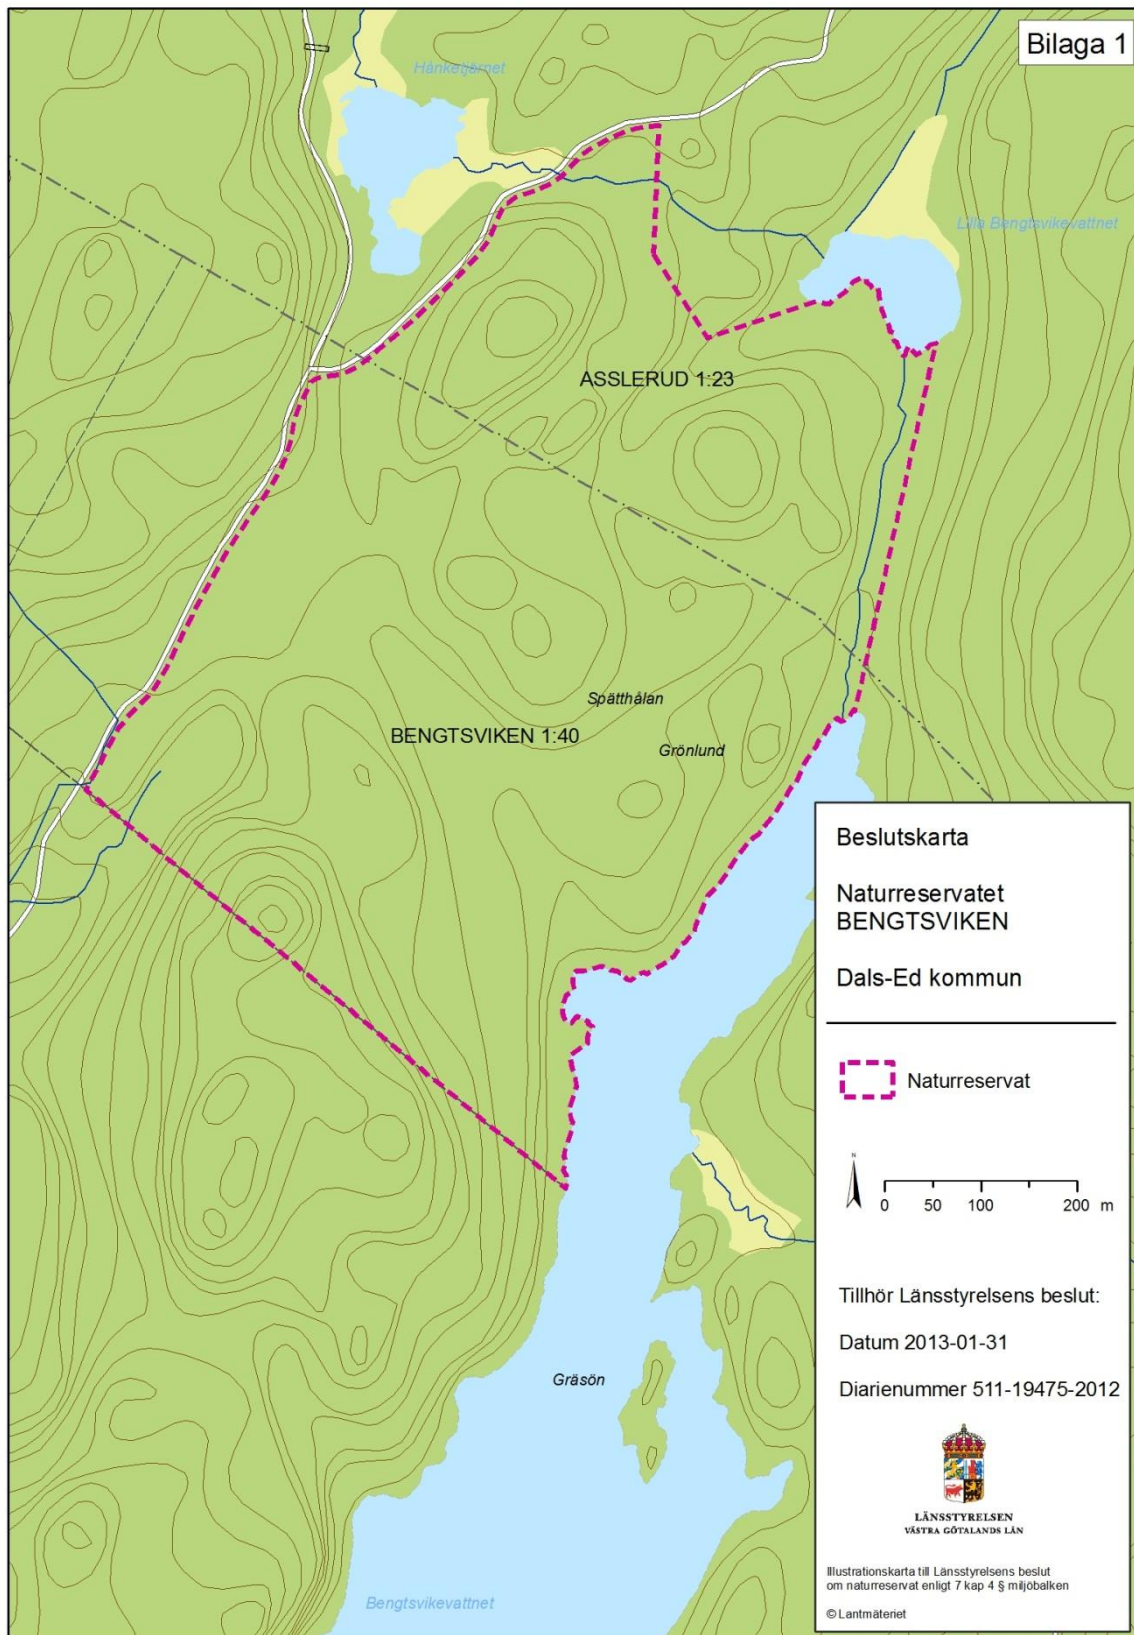 Bilaga 1
Hånketjärnet
Lilla Bengtsvikevattnet
ASSLERUD 1:23
Spätthålan
BENGTSVIKEN 1:40
Grönlund
Gräsön
Bengtsvikevattnet
Beslutskarta
Naturreservatet
BENGTSVIKEN
Dals-Ed kommun
Naturreservat
N
0 50 100 200 m
Tillhör Länsstyrelsens beslut:
Datum 2013-01-31
Diarienummer 511-19475-2012
LÄNSSTYRELSEN
VÄSTRA GÖTALANDS LÄN
Illustrationskarta till Länsstyrelsens beslut
om naturreservat enligt 7 kap 4 § miljöbalken
© Lantmäteriet